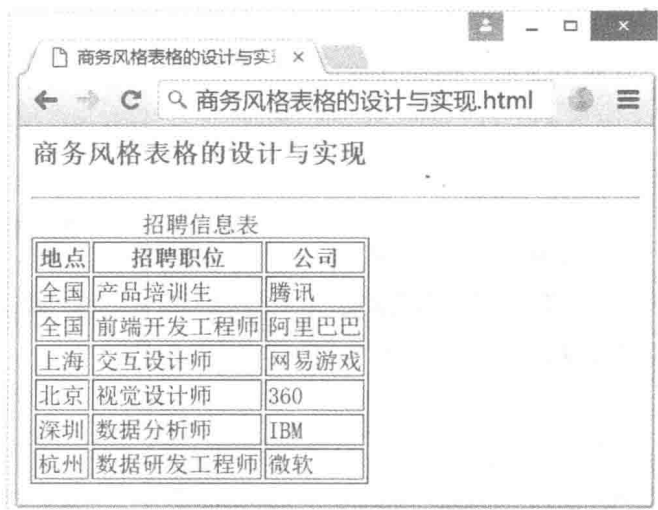 商务风格表格的设计与实
商务风格表格的设计与实现.html
商务风格表格的设计与实现
招聘信息表
地点 招聘职位 公司
全国 产品培训生 腾讯
全国 前端开发工程师 阿里巴巴
上海 交互设计师 网易游戏
北京 视觉设计师 360
深圳 数据分析师 IBM
杭州 数据研发工程师 微软